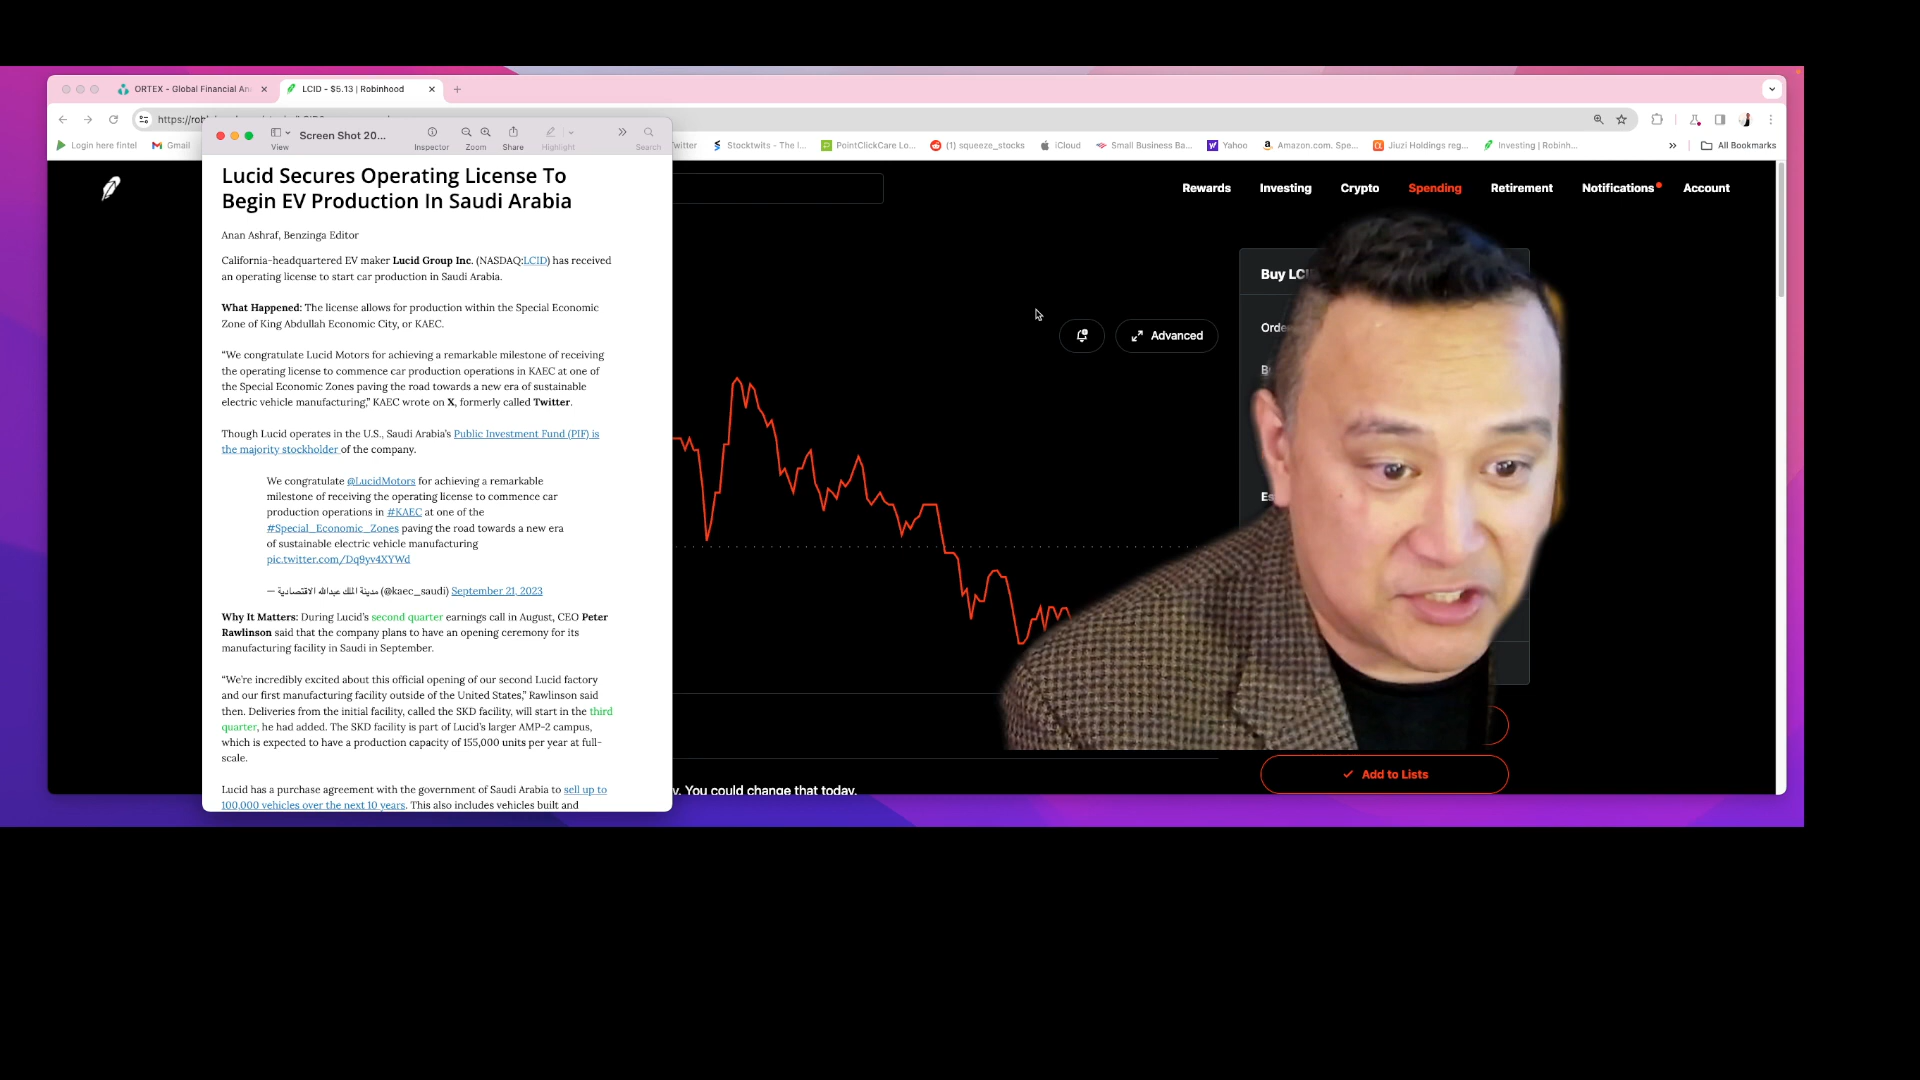 ORTEX - Global Financial An
LCID - $5.13 | Robinhood
Login here fintel
Gmail
Stocktwits - The l...
PointClickCare Lo...
(1) squeeze_stocks
iCloud
Small Business Ba...
Yahoo
Amazon.com. Spe...
Jiuzi Holdings reg...
Investing | Robinh...
All Bookmarks
Screen Shot 20...
View
Inspector
Zoom
Share
Highlight
Search
Rewards
Investing
Crypto
Spending
Retirement
Notifications
Account
Lucid Secures Operating License To
Begin EV Production In Saudi Arabia
Anan Ashraf, Benzinga Editor
California-headquartered EV maker Lucid Group Inc. (NASDAQ:LCID) has received
an operating license to start car production in Saudi Arabia.
What Happened: The license allows for production within the Special Economic
Zone of King Abdullah Economic City, or KAEC.
“We congratulate Lucid Motors for achieving a remarkable milestone of receiving
the operating license to commence car production operations in KAEC at one of
the Special Economic Zones paving the road towards a new era of sustainable
electric vehicle manufacturing,” KAEC wrote on X, formerly called Twitter.
Though Lucid operates in the U.S., Saudi Arabia’s Public Investment Fund (PIF) is
the majority stockholder of the company.
We congratulate @LucidMotors for achieving a remarkable
milestone of receiving the operating license to commence car
production operations in #KAEC at one of the
#Special_Economic_Zones paving the road towards a new era
of sustainable electric vehicle manufacturing
pic.twitter.com/Dq9yv4XYWd
— مدينة الملك عبدالله الاقتصادية (@kaec_saudi) September 21, 2023
Why It Matters: During Lucid’s second quarter earnings call in August, CEO Peter
Rawlinson said that the company plans to have an opening ceremony for its
manufacturing facility in Saudi in September.
“We’re incredibly excited about this official opening of our second Lucid factory
and our first manufacturing facility outside of the United States,” Rawlinson said
then. Deliveries from the initial facility, called the SKD facility, will start in the third
quarter, he had added. The SKD facility is part of Lucid’s larger AMP-2 campus,
which is expected to have a production capacity of 155,000 units per year at full-
scale.
Lucid has a purchase agreement with the government of Saudi Arabia to sell up to
100,000 vehicles over the next 10 years. This also includes vehicles built and
Advanced
Buy
Add to Lists
You could change that today.